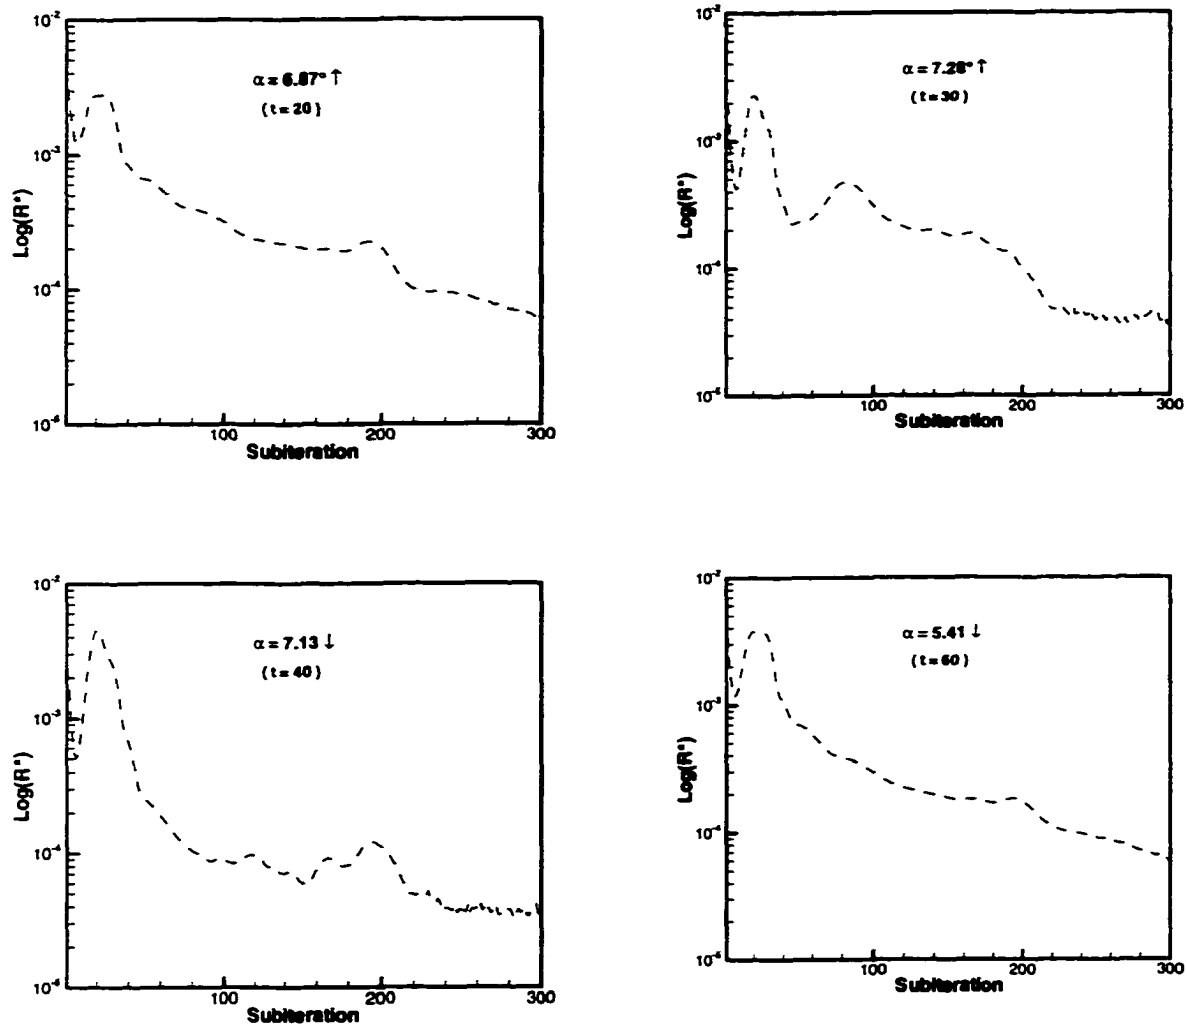 10⁻²
α = 6.87° ↑
(t = 20)
10⁻³
Log(R*)
10⁻⁴
10⁻⁵
100 200 300
Subiteration
10⁻²
α = 7.28° ↑
(t = 30)
10⁻³
Log(R*)
10⁻⁴
10⁻⁵
100 200 300
Subiteration
10⁻²
α = 7.13 ↓
(t = 40)
10⁻³
Log(R*)
10⁻⁴
10⁻⁵
100 200 300
Subiteration
10⁻²
α = 5.41 ↓
(t = 60)
10⁻³
Log(R*)
10⁻⁴
10⁻⁵
100 200 300
Subiteration